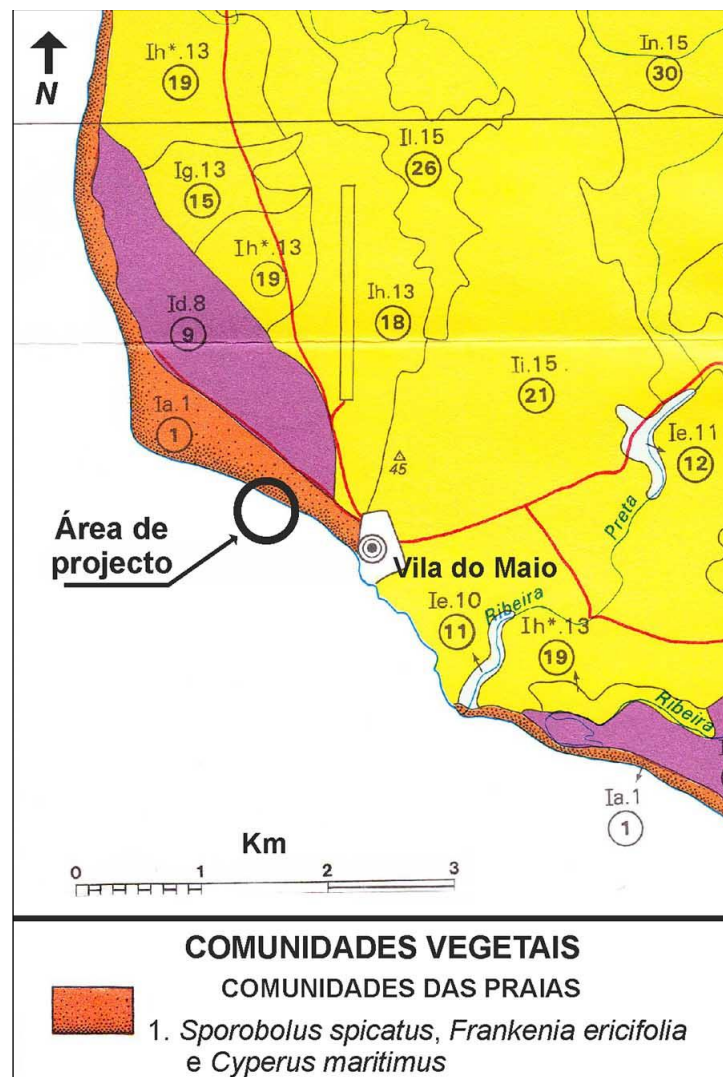 N
Ih*.13
19
In.15
30
Il.15
26
Ig.13
15
Ih*.13
19
Id.8
9
Ih.13
18
Ii.15
21
Ia.1
1
Ie.11
12
45
Área de
projecto
Preta
Vila do Maio
Ie.10
11
Ribeira
Ih*.13
19
Ribeira
Ia.1
1
Km
0 1 2 3
COMUNIDADES VEGETAIS
COMUNIDADES DAS PRAIAS
1. Sporobolus spicatus, Frankenia ericifolia
e Cyperus maritimus